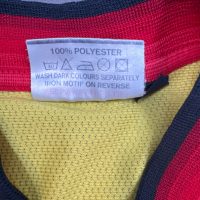 100% POLYESTER
WASH DARK COLOURS SEPARATELY
IRON MOTIF ON REVERSE